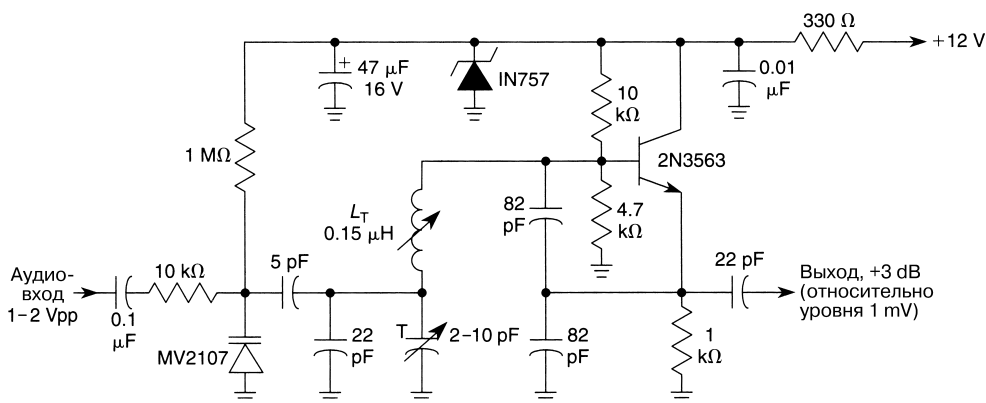 330 Ω
+12 V
+
47 μF
16 V
IN757
10
kΩ
0.01
μF
1 MΩ
2N3563
LT
0.15 μH
82
pF
4.7
kΩ
Аудио-
вход
1–2 Vpp
0.1
μF
10 kΩ
5 pF
22 pF
Выход, +3 dB
(относительно
уровня 1 mV)
MV2107
22
pF
T
2–10 pF
82
pF
1
kΩ